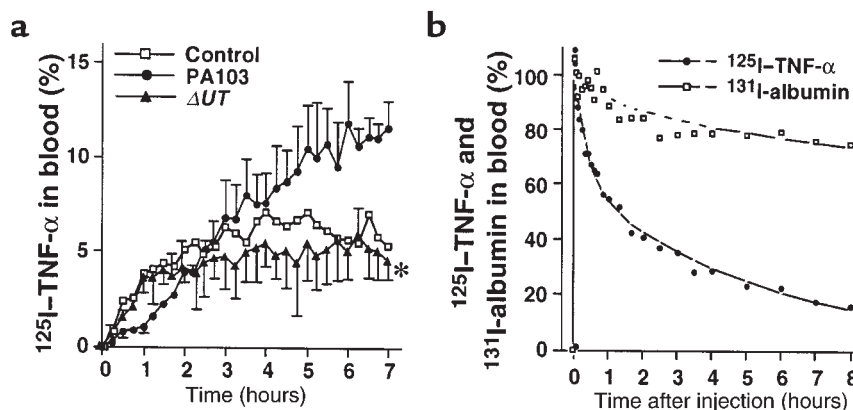 a
¹²⁵I–TNF-α in blood (%)
15
10
5
0
Control
PA103
ΔUT
*
0 1 2 3 4 5 6 7
Time (hours)
b
¹²⁵I–TNF-α and
¹³¹I-albumin in blood (%)
100
80
60
40
20
0
¹²⁵I–TNF-α
¹³¹I-albumin
0 1 2 3 4 5 6 7 8
Time after injection (hours)